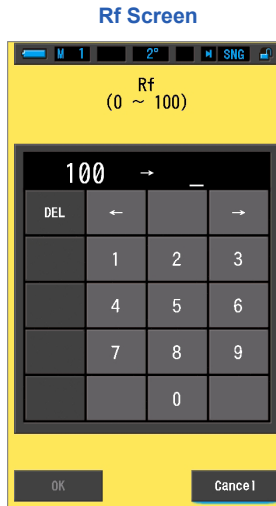 Rf Screen
M 1 2° SNG
Rf
(0 ~ 100)
100 → _
DEL ← →
1 2 3
4 5 6
7 8 9
0
OK Cancel